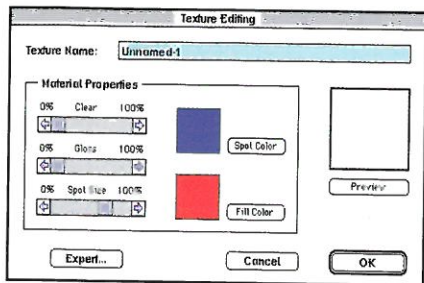 Texture Editing
Texture Name: Unnamed-1
Material Properties
0% Clear 100%
0% Gloss 100%
0% Spot Size 100%
Spot Color
Fill Color
Preview
Expert... Cancel OK